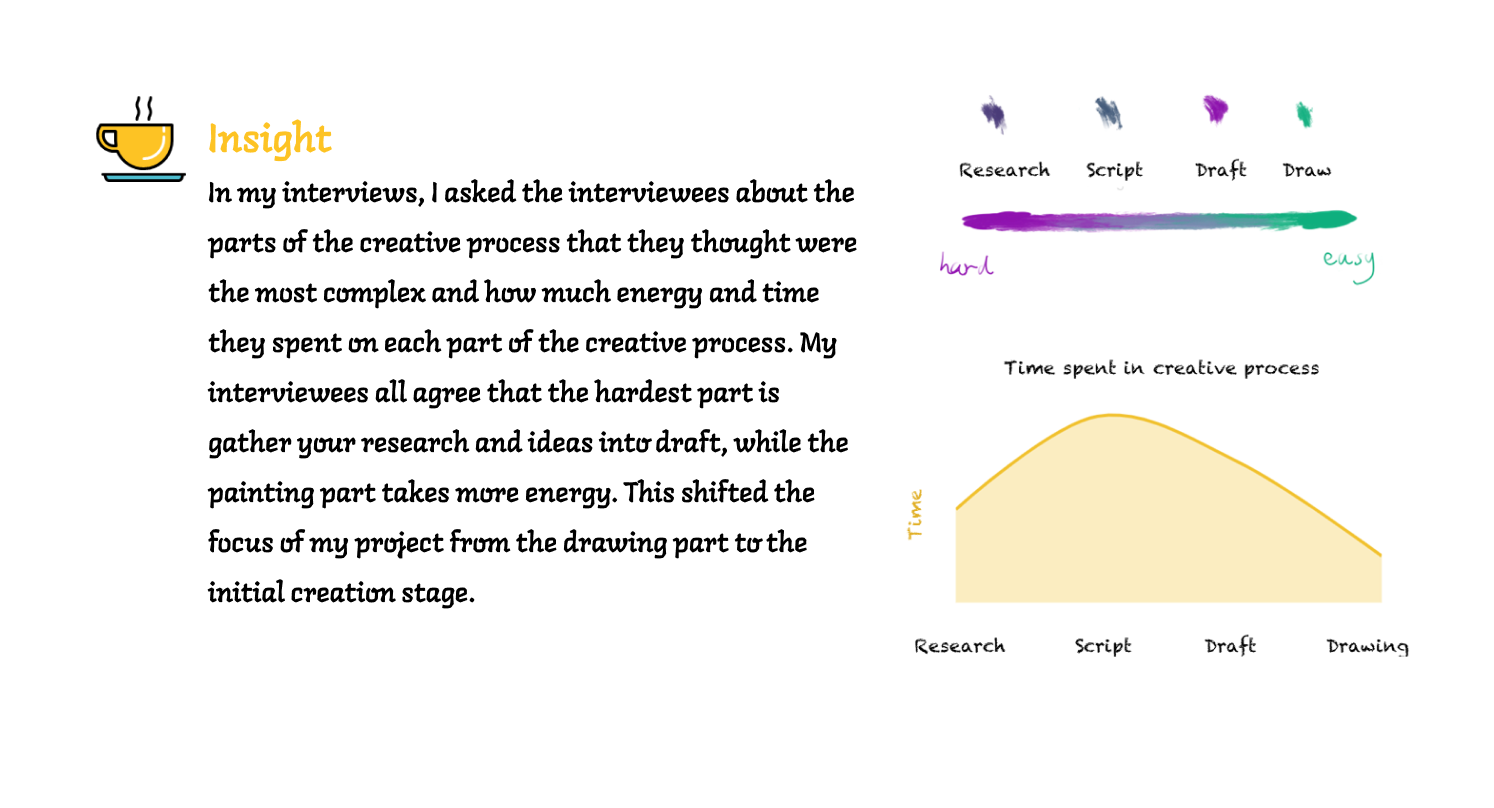 Insight
In my interviews, I asked the interviewees about the
parts of the creative process that they thought were
the most complex and how much energy and time
they spent on each part of the creative process. My
interviewees all agree that the hardest part is
gather your research and ideas into draft, while the
painting part takes more energy. This shifted the
focus of my project from the drawing part to the
initial creation stage.
Research Script Draft Draw
hard easy
Time spent in creative process
Time
Research Script Draft Drawing